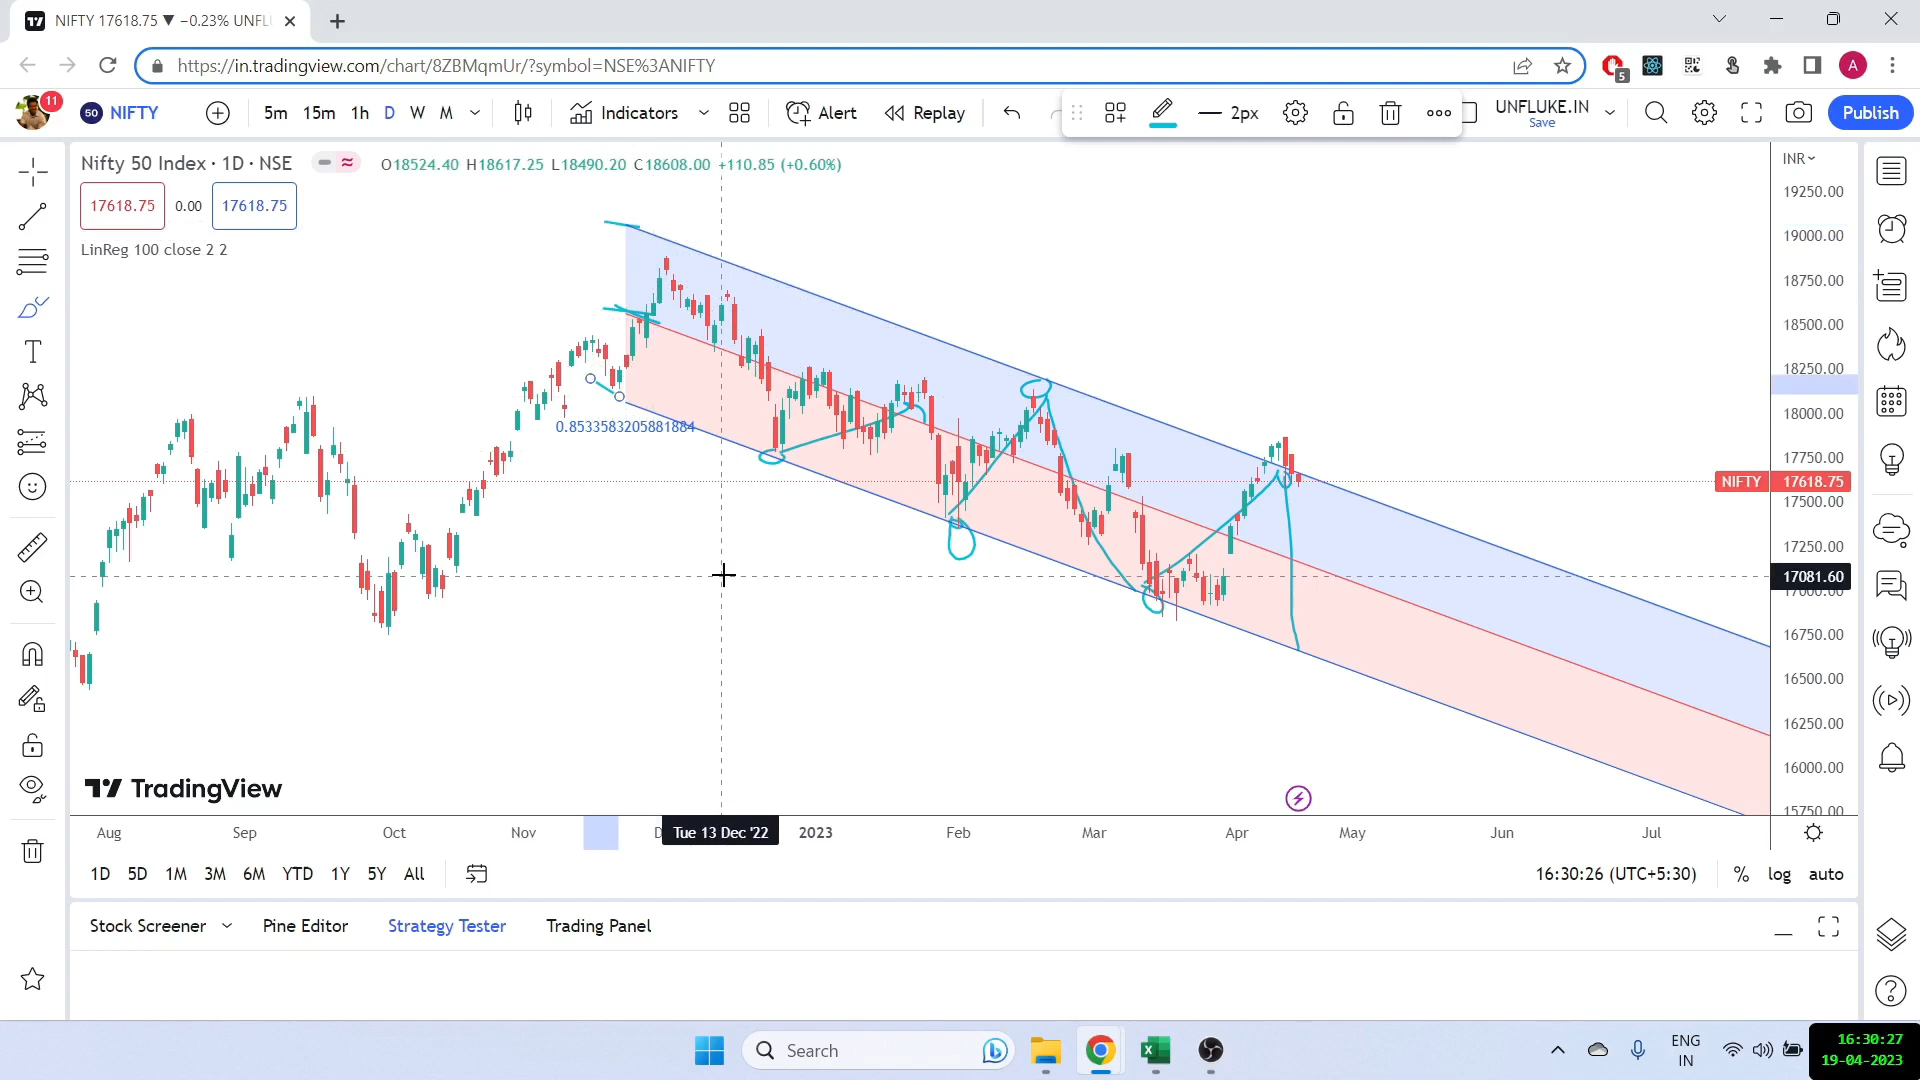 NIFTY 17618.75 ▼ −0.23% UNFL
https://in.tradingview.com/chart/8ZBMqmUr/?symbol=NSE%3ANIFTY
5
A
11
50 NIFTY
5m 15m 1h D W M
Indicators
Alert
Replay
2px
UNFLUKE.IN
Save
Publish
Nifty 50 Index · 1D · NSE
O18524.40 H18617.25 L18490.20 C18608.00 +110.85 (+0.60%)
INR
17618.75 0.00 17618.75
LinReg 100 close 2 2
19250.00
19000.00
18750.00
18500.00
18250.00
18000.00
17750.00
NIFTY 17618.75
17500.00
17250.00
17081.60
17000.00
16750.00
16500.00
16250.00
16000.00
15750.00
0.8533583205881884
TradingView
Aug Sep Oct Nov D Tue 13 Dec '22 2023 Feb Mar Apr May Jun Jul
1D 5D 1M 3M 6M YTD 1Y 5Y All
16:30:26 (UTC+5:30) % log auto
Stock Screener Pine Editor Strategy Tester Trading Panel
Search
ENG
IN
16:30:27
19-04-2023